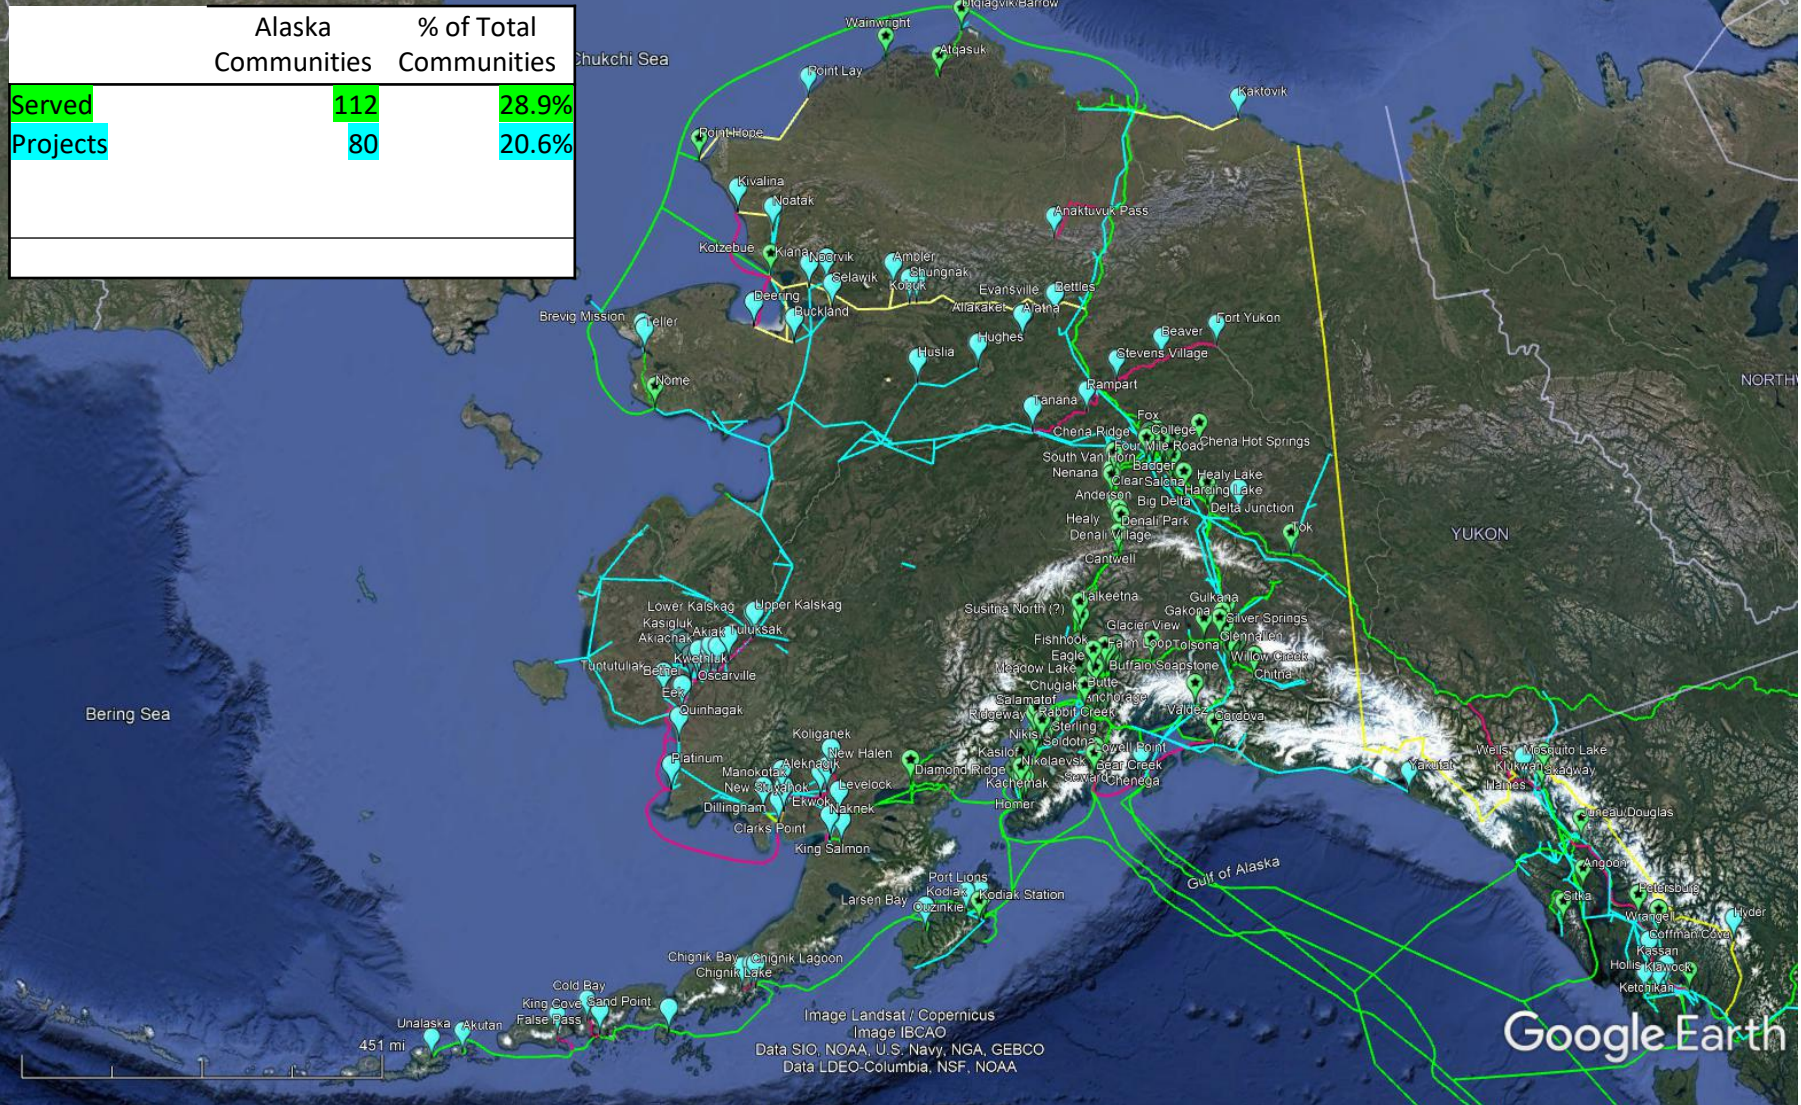 Alaska Communities
% of Total Communities
Served 112 28.9%
Projects 80 20.6%
Utqiagvik/Barrow
Wainwright
Atqasuk
Chukchi Sea
Point Lay
Kaktovik
Point Hope
Kivalina
Noatak
Anaktuvuk Pass
Kotzebue
Kiana
Noorvik
Ambler
Shungnak
Selawik
Kobuk
Evansville
Bettles
Deering
Buckland
Allakaket
Alatna
Brevig Mission
Teller
Beaver
Fort Yukon
Hughes
Huslia
Stevens Village
NORTHW
Nome
Rampart
Tanana
Fox
Chena Ridge
College
Chena Hot Springs
Four Mile Road
South Van Horn
Badger
Nenana
Clear
Salcha
Healy Lake
Harding Lake
Anderson
Big Delta
Delta Junction
Healy
Denali Park
Tok
YUKON
Denali Village
Cantwell
Talkeetna
Gulkana
Susitna North (?)
Gakona
Silver Springs
Lower Kalskag
Upper Kalskag
Kasigluk
Akiachak
Akiak
Tuluksak
Glacier View
Fishhook
Farm Loop
Tolsona
Glennallen
Kwethluk
Eagle
Willow Creek
Tuntutuliak
Bethel
Oscarville
Meadow Lake
Buffalo Soapstone
Chitna
Eek
Chugiak
Butte
Anchorage
Bering Sea
Quinhagak
Salamatof
Ridgeway
Rabbit Creek
Valdez
Cordova
Sterling
Koliganek
Nikiski
Soldotna
Lowell Point
Wells
Mosquito Lake
New Halen
Kasilof
Nikolaevsk
Bear Creek
Yakutat
Klukwan
Skagway
Platinum
Aleknagik
Manokotak
Diamond Ridge
Seward
Chenega
Haines
New Stuyahok
Levelock
Kachemak
Dillingham
Ekwok
Naknek
Homer
Juneau/Douglas
Clarks Point
King Salmon
Angoon
Gulf of Alaska
Port Lions
Kodiak
Kodiak Station
Petersburg
Larsen Bay
Ouzinkie
Sitka
Wrangell
Hyder
Coffman Cove
Kassan
Chignik Bay
Chignik Lagoon
Hollis
Klawock
Chignik Lake
Ketchikan
Cold Bay
King Cove
Sand Point
False Pass
Unalaska
Akutan
451 mi
Image Landsat / Copernicus
Image IBCAO
Data SIO, NOAA, U.S. Navy, NGA, GEBCO
Data LDEO-Columbia, NSF, NOAA
Google Earth